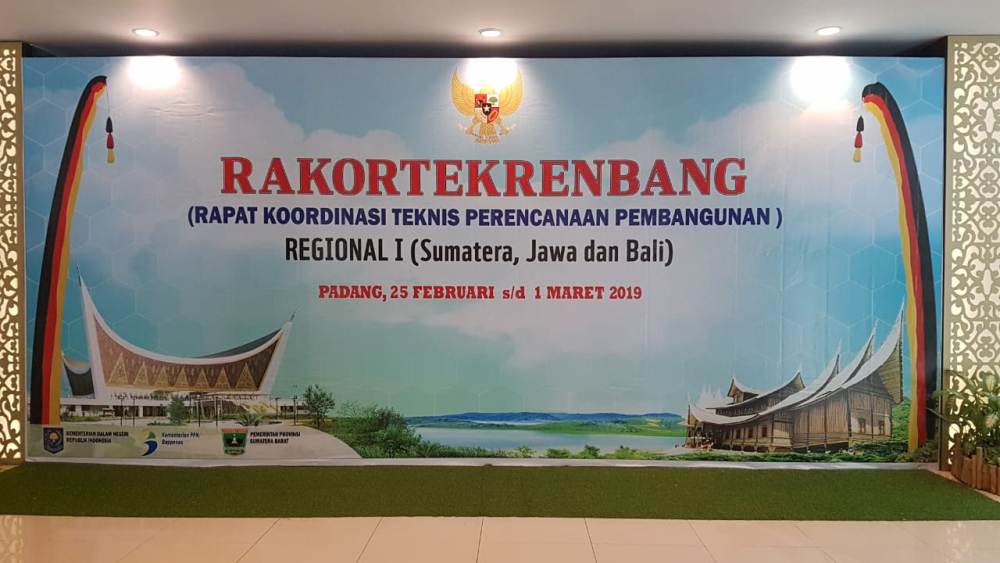 RAKORTEKRENBANG
(RAPAT KOORDINASI TEKNIS PERENCANAAN PEMBANGUNAN )
REGIONAL I (Sumatera, Jawa dan Bali)
PADANG, 25 FEBRUARI s/d 1 MARET 2019
KEMENTERIAN DALAM NEGERI
REPUBLIK INDONESIA
Kementerian PPN/
Bappenas
PEMERINTAH PROVINSI
SUMATERA BARAT